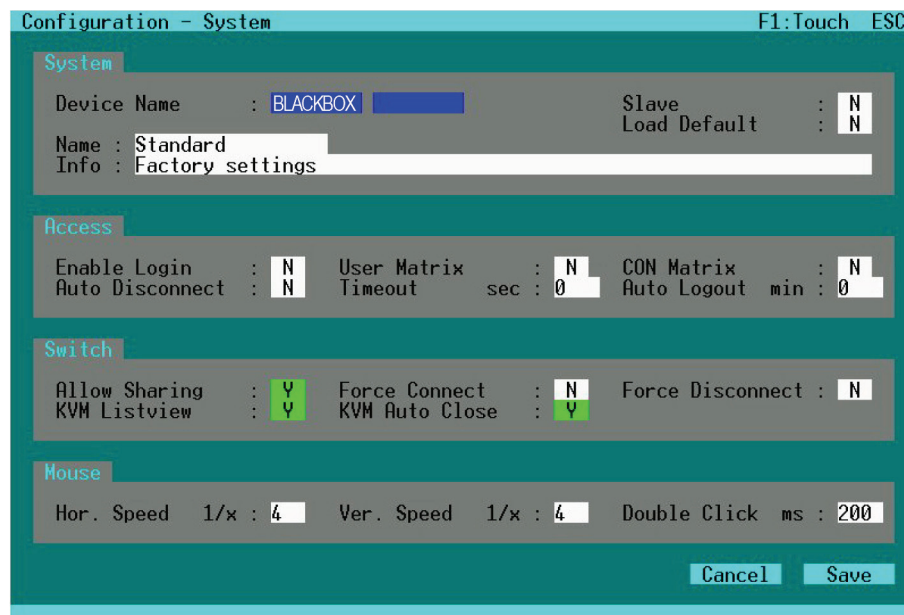 Configuration - System F1:Touch ESC
System
Device Name : BLACKBOX Slave : N
Load Default : N
Name : Standard
Info : Factory settings
Access
Enable Login : N User Matrix : N CON Matrix : N
Auto Disconnect : N Timeout sec : 0 Auto Logout min : 0
Switch
Allow Sharing : Y Force Connect : N Force Disconnect : N
KVM Listview : Y KVM Auto Close : Y
Mouse
Hor. Speed 1/x : 4 Ver. Speed 1/x : 4 Double Click ms : 200
Cancel Save